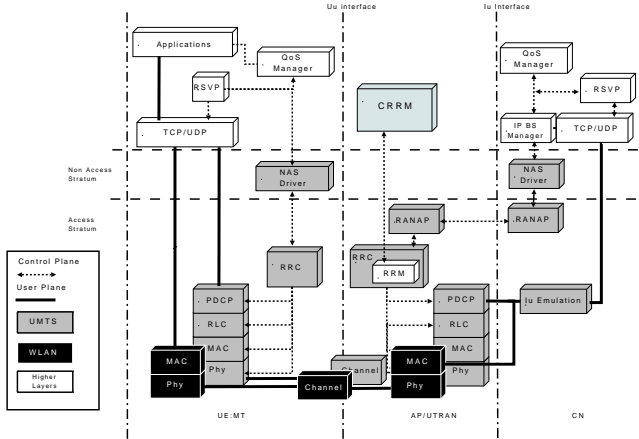 Uu interface
Iu Interface
Applications
QoS
Manager
RSVP
TCP/UDP
CRRM
QoS
Manager
RSVP
IP BS
Manager
TCP/UDP
Non Access
Stratum
NAS
Driver
NAS
Driver
Access
Stratum
RANAP
RANAP
RRC
RRC
RRM
Control Plane
User Plane
UMTS
WLAN
Higher
Layers
PDCP
RLC
MAC
Phy
MAC
Phy
Channel
Channel
MAC
Phy
PDCP
RLC
MAC
Phy
Iu Emulation
UE:MT
AP/UTRAN
CN